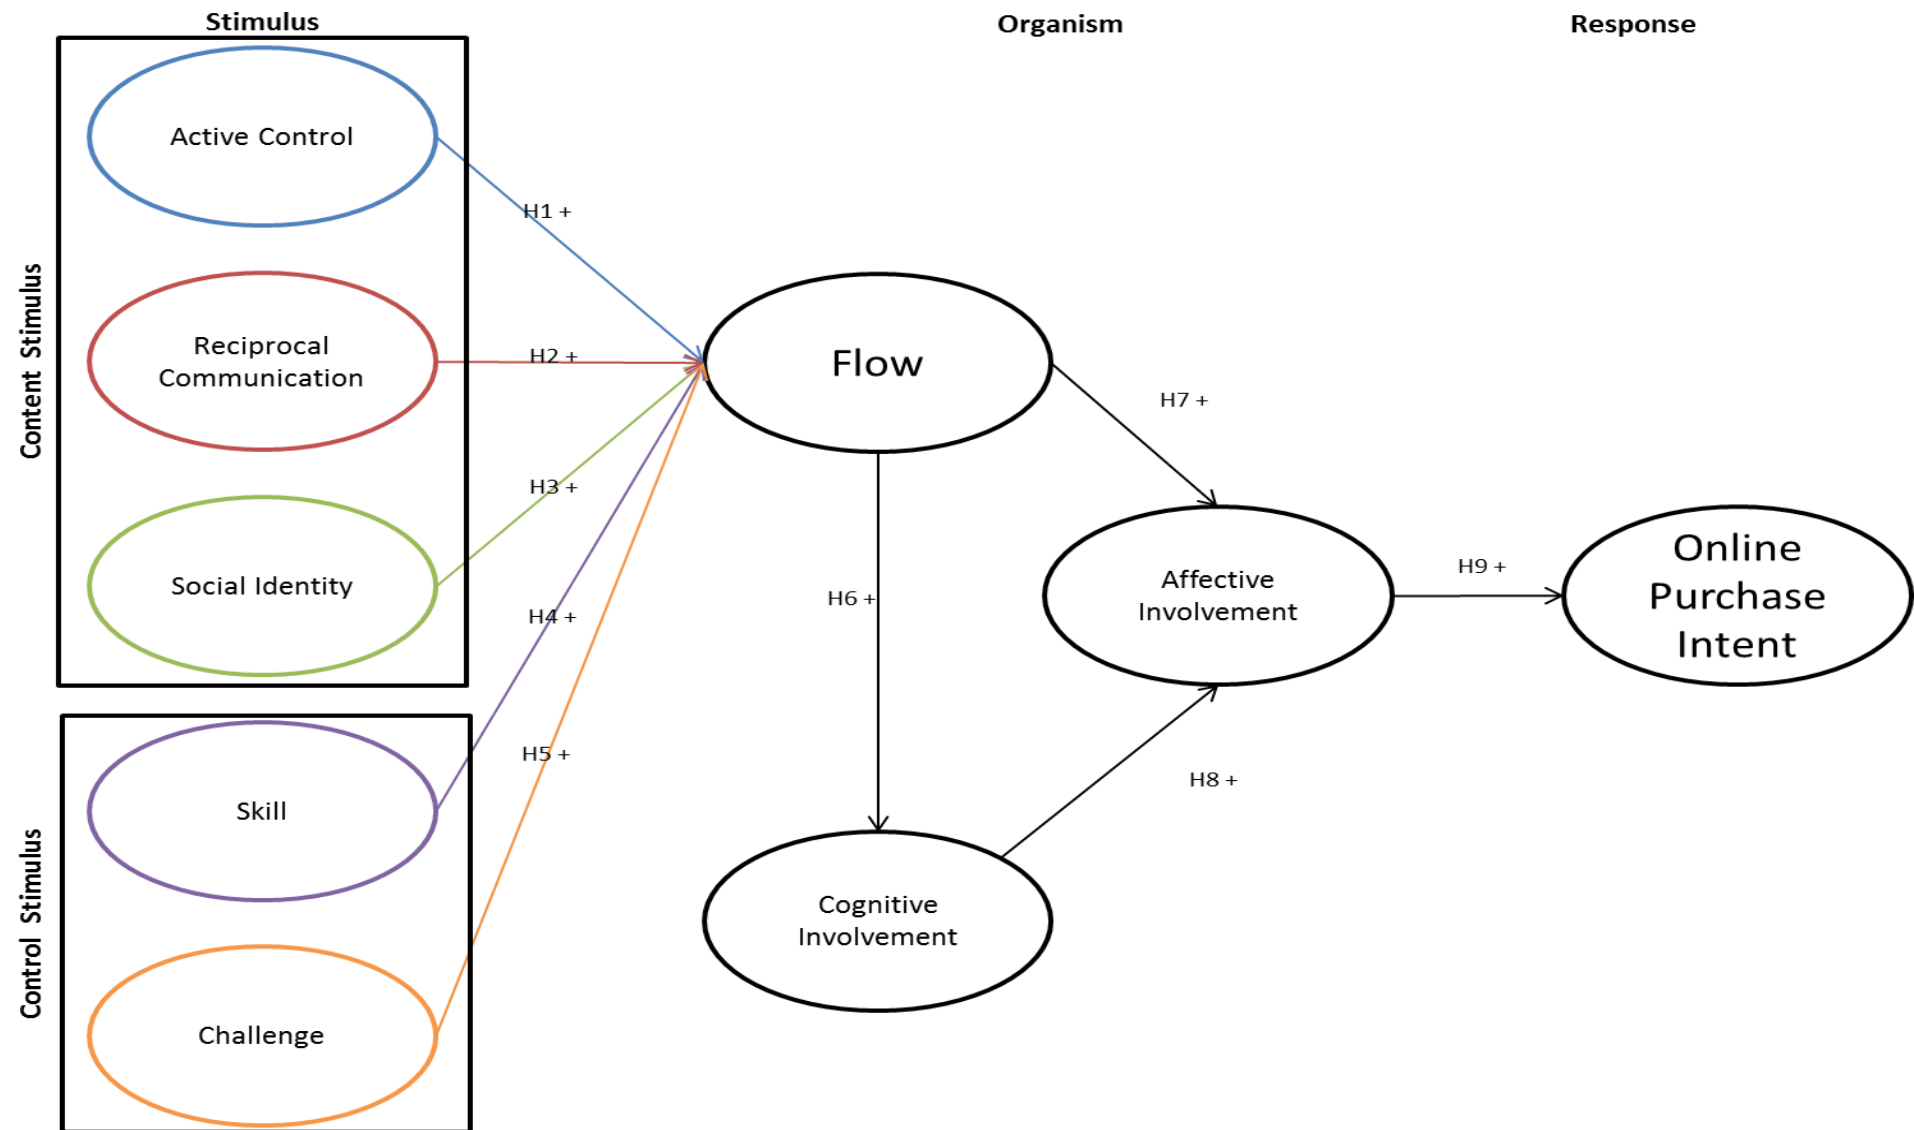 Stimulus
Organism
Response
Content Stimulus
Active Control
H1 +
Reciprocal
Communication
H2 +
Flow
H7 +
H3 +
Social Identity
H4 +
H6 +
Affective
Involvement
H9 +
Online
Purchase
Intent
Control Stimulus
Skill
H5 +
H8 +
Cognitive
Involvement
Challenge